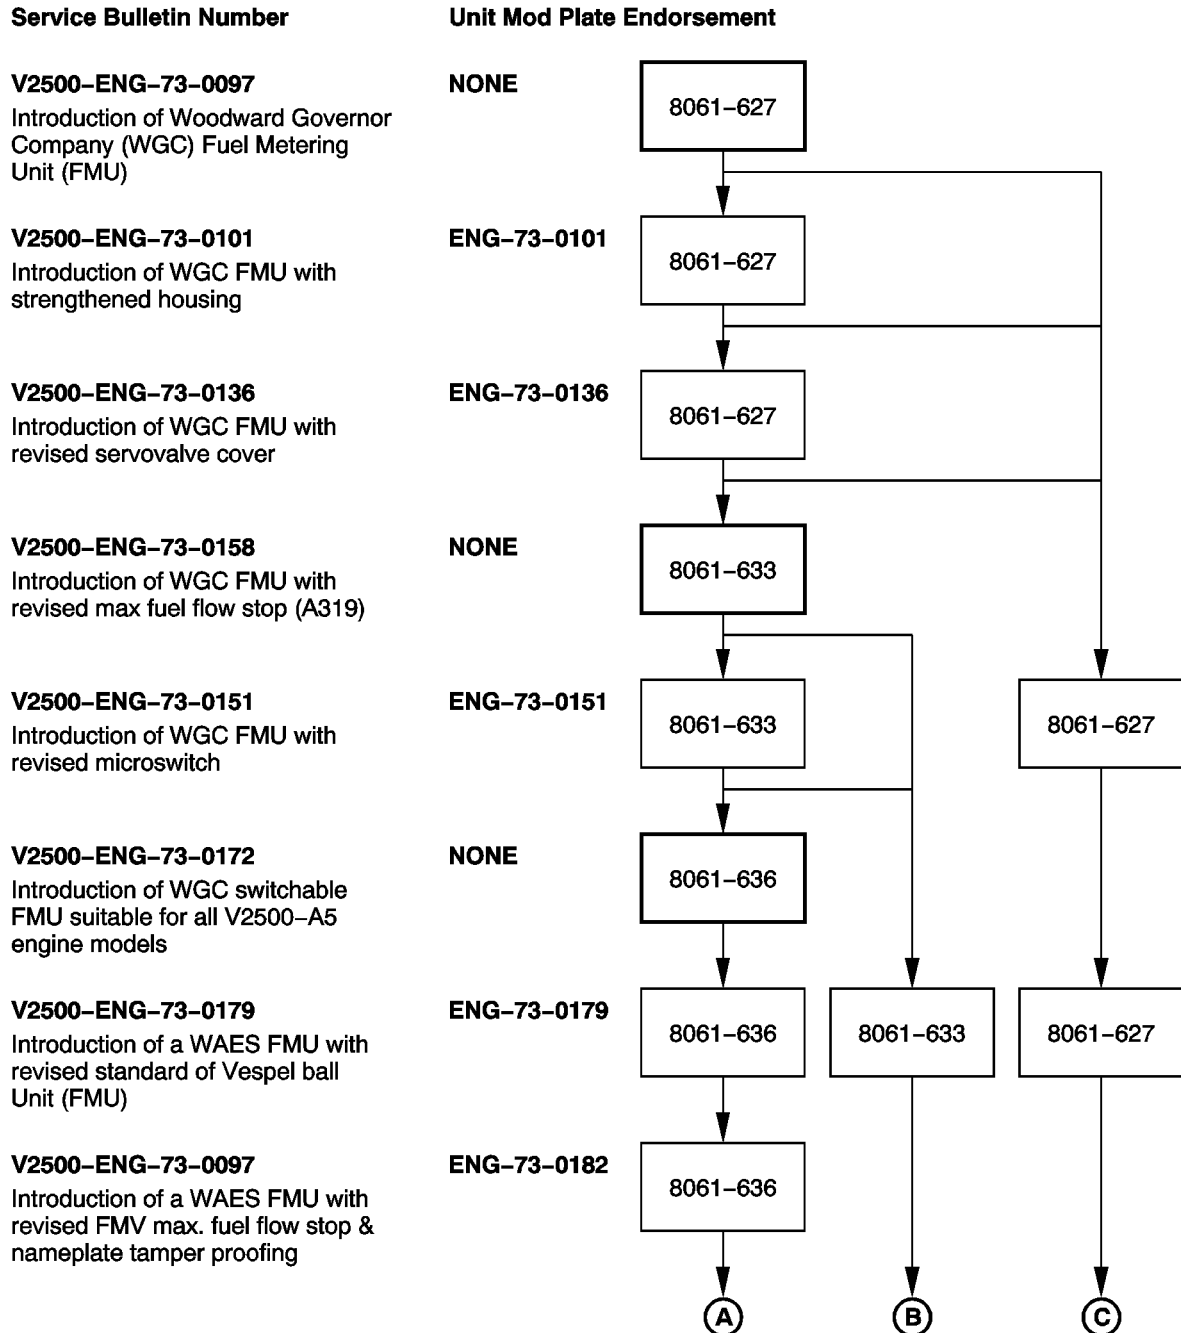 Service Bulletin Number
Unit Mod Plate Endorsement
V2500–ENG–73–0097
NONE
8061–627
Introduction of Woodward Governor
Company (WGC) Fuel Metering
Unit (FMU)
V2500–ENG–73–0101
ENG–73–0101
8061–627
Introduction of WGC FMU with
strengthened housing
V2500–ENG–73–0136
ENG–73–0136
8061–627
Introduction of WGC FMU with
revised servovalve cover
V2500–ENG–73–0158
NONE
8061–633
Introduction of WGC FMU with
revised max fuel flow stop (A319)
V2500–ENG–73–0151
ENG–73–0151
8061–633
8061–627
Introduction of WGC FMU with
revised microswitch
V2500–ENG–73–0172
NONE
8061–636
Introduction of WGC switchable
FMU suitable for all V2500–A5
engine models
V2500–ENG–73–0179
ENG–73–0179
8061–636
8061–633
8061–627
Introduction of a WAES FMU with
revised standard of Vespel ball
Unit (FMU)
V2500–ENG–73–0097
ENG–73–0182
8061–636
Introduction of a WAES FMU with
revised FMV max. fuel flow stop &
nameplate tamper proofing
A
B
C